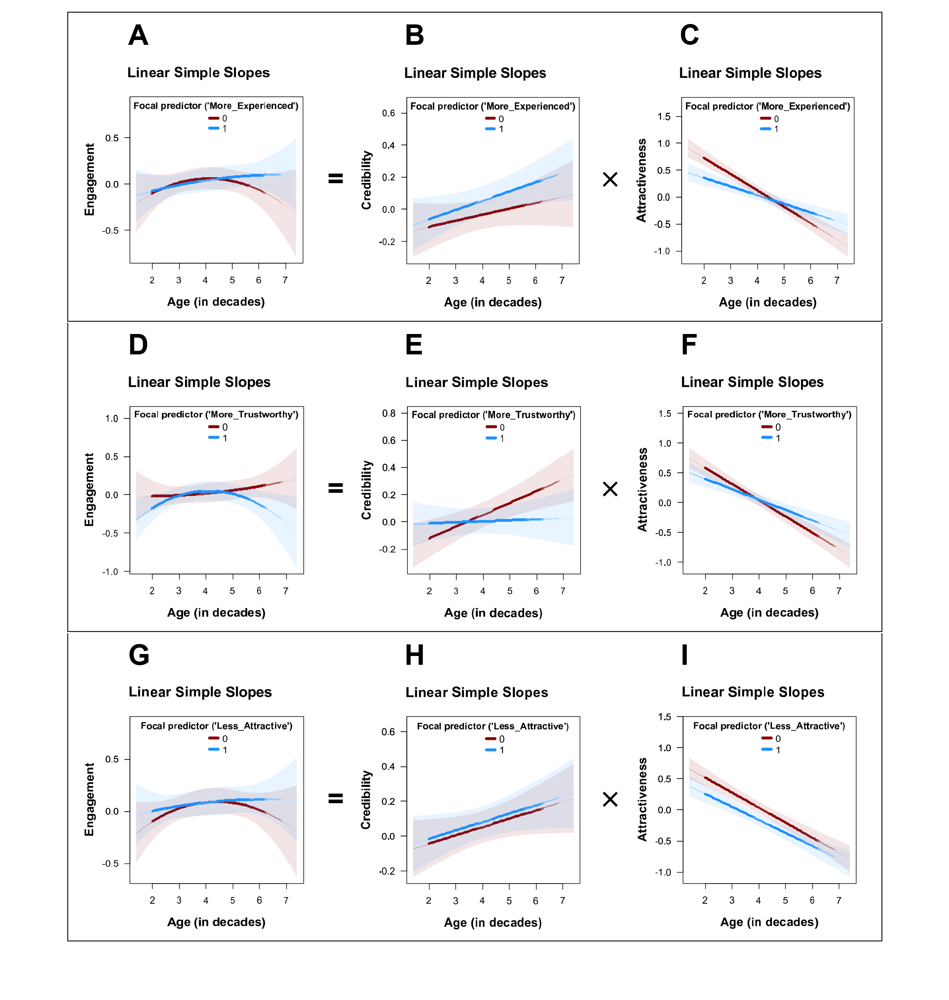 A B C
Linear Simple Slopes Linear Simple Slopes Linear Simple Slopes
Focal predictor ('More_Experienced') Focal predictor ('More_Experienced') Focal predictor ('More_Experienced')
0 0 0
1 1 1
Engagement
0.5
0.0
-0.5
2 3 4 5 6 7
Age (in decades)
=
Credibility
0.6
0.4
0.2
0.0
-0.2
2 3 4 5 6 7
Age (in decades)
×
Attractiveness
1.5
1.0
0.5
0.0
-0.5
-1.0
2 3 4 5 6 7
Age (in decades)
D E F
Linear Simple Slopes Linear Simple Slopes Linear Simple Slopes
Focal predictor ('More_Trustworthy') Focal predictor ('More_Trustworthy') Focal predictor ('More_Trustworthy')
0 0 0
1 1 1
Engagement
1.0
0.5
0.0
-0.5
-1.0
2 3 4 5 6 7
Age (in decades)
=
Credibility
0.8
0.6
0.4
0.2
0.0
-0.2
2 3 4 5 6 7
Age (in decades)
×
Attractiveness
1.5
1.0
0.5
0.0
-0.5
-1.0
2 3 4 5 6 7
Age (in decades)
G H I
Linear Simple Slopes Linear Simple Slopes Linear Simple Slopes
Focal predictor ('Less_Attractive') Focal predictor ('Less_Attractive') Focal predictor ('Less_Attractive')
0 0 0
1 1 1
Engagement
0.5
0.0
-0.5
2 3 4 5 6 7
Age (in decades)
=
Credibility
0.6
0.4
0.2
0.0
-0.2
2 3 4 5 6 7
Age (in decades)
×
Attractiveness
1.5
1.0
0.5
0.0
-0.5
-1.0
2 3 4 5 6 7
Age (in decades)